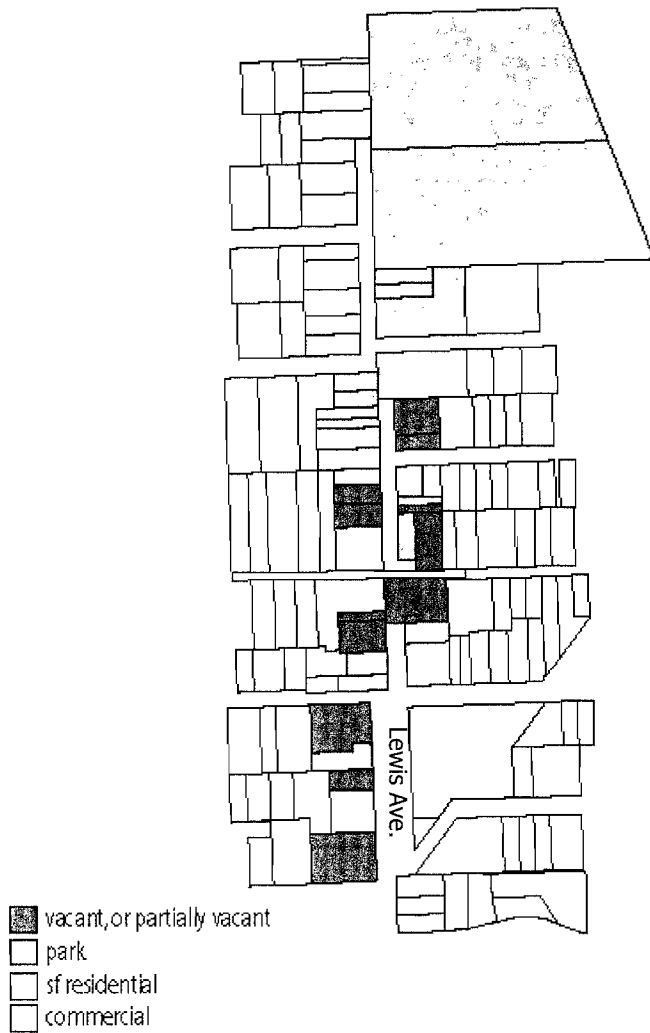 Lewis Ave.
vacant, or partially vacant
park
sf residential
commercial